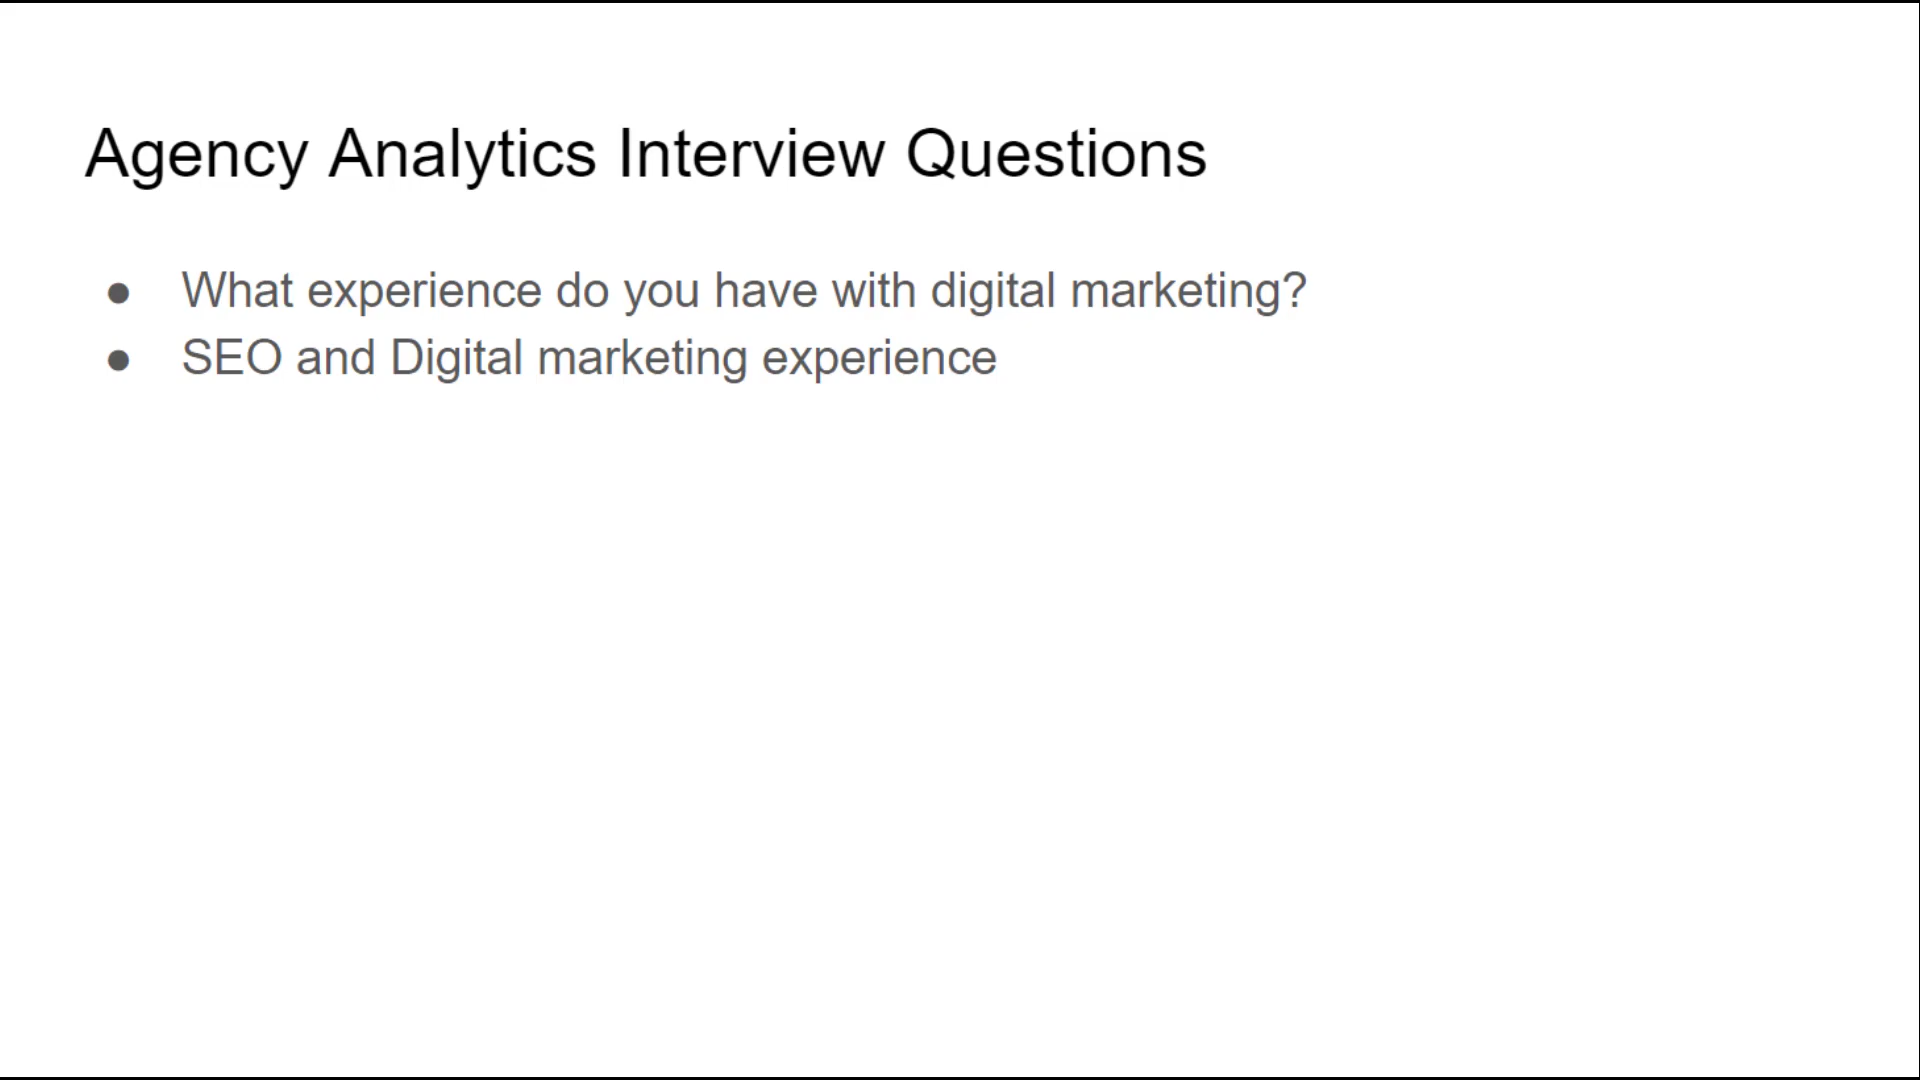 Agency Analytics Interview Questions
● What experience do you have with digital marketing?
● SEO and Digital marketing experience